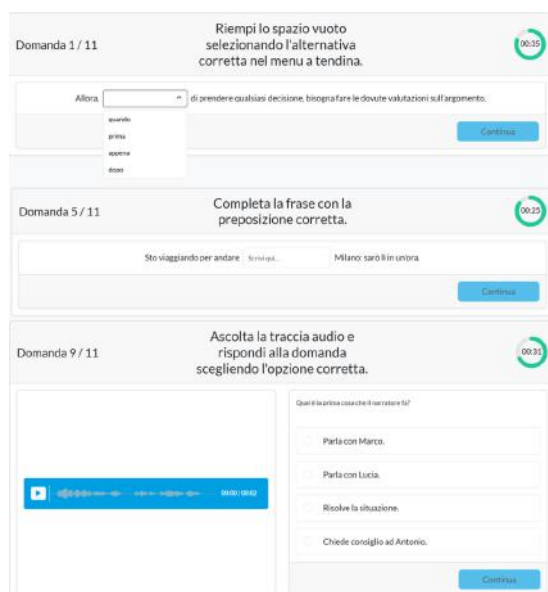 Domanda 1 / 11
Riempi lo spazio vuoto
selezionando l'alternativa
corretta nel menu a tendina.
00:35
Allora, di prendere qualsiasi decisione, bisogna fare le dovute valutazioni sull'argomento.
quando
prima
appena
dopo
Continua
Domanda 5 / 11
Completa la frase con la
preposizione corretta.
00:25
Sto viaggiando per andare Scrivi qui... Milano: sarò lì in un'ora.
Continua
Domanda 9 / 11
Ascolta la traccia audio e
rispondi alla domanda
scegliendo l'opzione corretta.
00:31
Qual è la prima cosa che il narratore fa?
Parla con Marco.
Parla con Lucia.
00:00 | 00:02
Risolve la situazione.
Chiede consiglio ad Antonio.
Continua